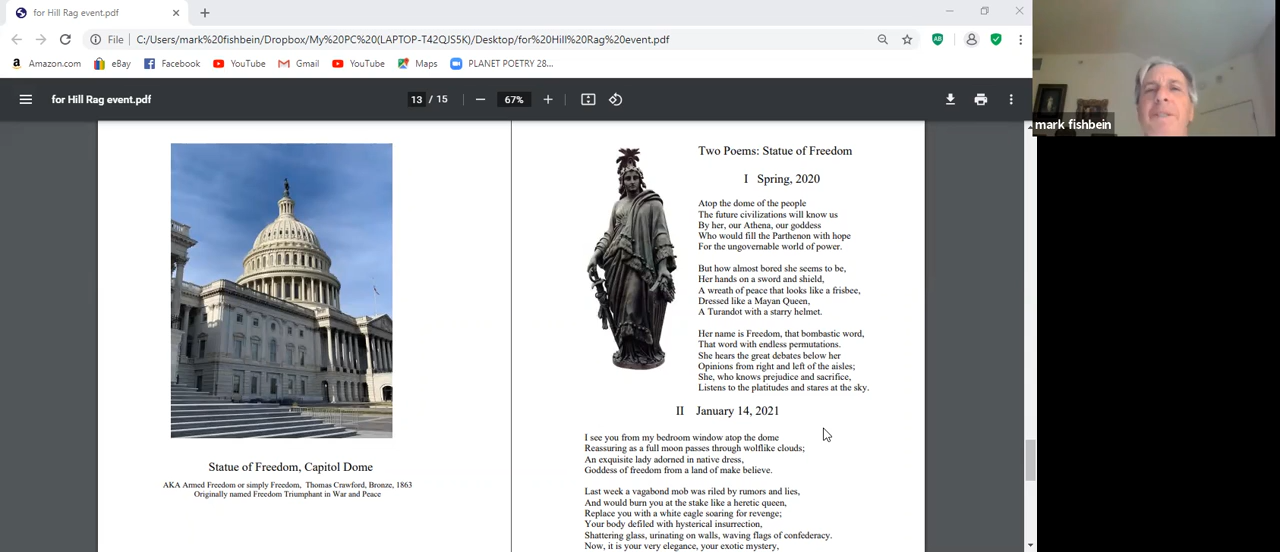 for Hill Rag event.pdf
File
C:/Users/mark%20fishbein/Dropbox/My%20PC%20(LAPTOP-T42QJS5K)/Desktop/for%20Hill%20Rag%20event.pdf
AB
Amazon.com
eBay
Facebook
YouTube
Gmail
YouTube
Maps
PLANET POETRY 28...
for Hill Rag event.pdf
13 / 15
67%
mark fishbein
Statue of Freedom, Capitol Dome
AKA Armed Freedom or simply Freedom, Thomas Crawford, Bronze, 1863
Originally named Freedom Triumphant in War and Peace
Two Poems: Statue of Freedom
I Spring, 2020
Atop the dome of the people
The future civilizations will know us
By her, our Athena, our goddess
Who would fill the Parthenon with hope
For the ungovernable world of power.
But how almost bored she seems to be,
Her hands on a sword and shield,
A wreath of peace that looks like a frisbee,
Dressed like a Mayan Queen,
A Turandot with a starry helmet.
Her name is Freedom, that bombastic word,
That word with endless permutations.
She hears the great debates below her
Opinions from right and left of the aisles;
She, who knows prejudice and sacrifice,
Listens to the platitudes and stares at the sky.
II January 14, 2021
I see you from my bedroom window atop the dome
Reassuring as a full moon passes through wolflike clouds;
An exquisite lady adorned in native dress,
Goddess of freedom from a land of make believe.
Last week a vagabond mob was riled by rumors and lies,
And would burn you at the stake like a heretic queen,
Replace you with a white eagle soaring for revenge;
Your body defiled with hysterical insurrection,
Shattering glass, urinating on walls, waving flags of confederacy.
Now, it is your very elegance, your exotic mystery,